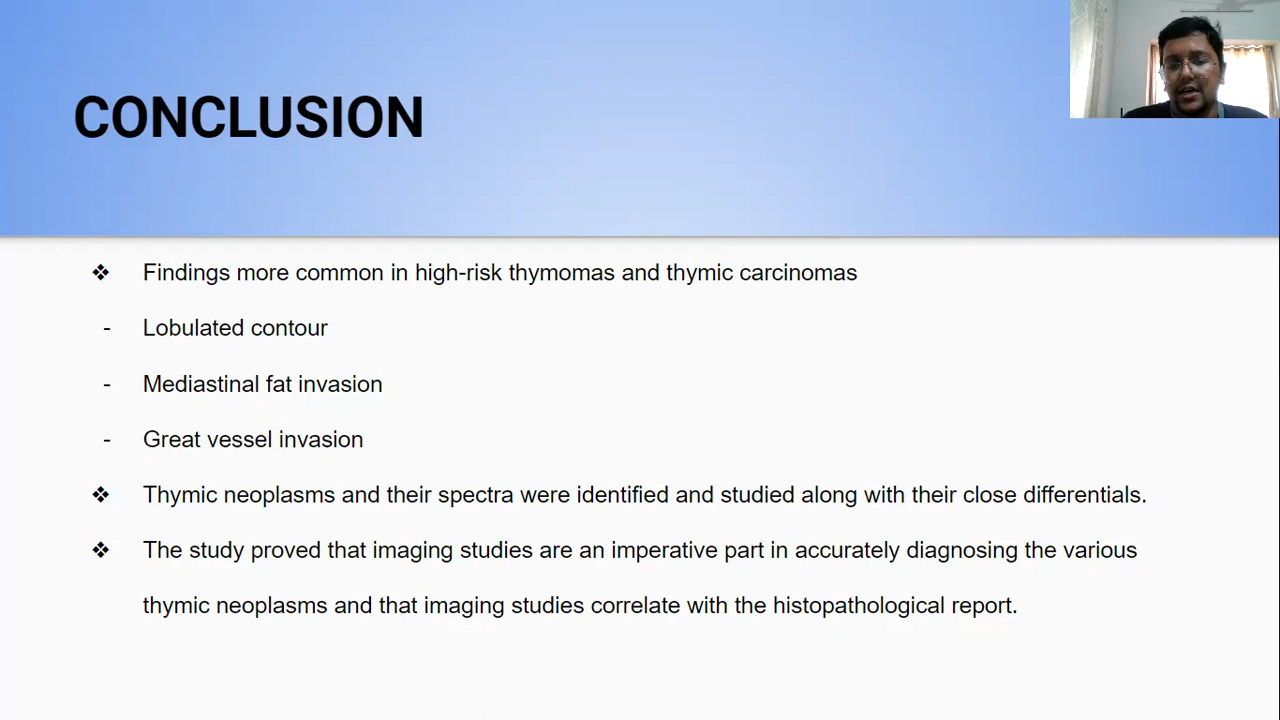 CONCLUSION
❖ Findings more common in high-risk thymomas and thymic carcinomas
- Lobulated contour
- Mediastinal fat invasion
- Great vessel invasion
❖ Thymic neoplasms and their spectra were identified and studied along with their close differentials.
❖ The study proved that imaging studies are an imperative part in accurately diagnosing the various
thymic neoplasms and that imaging studies correlate with the histopathological report.